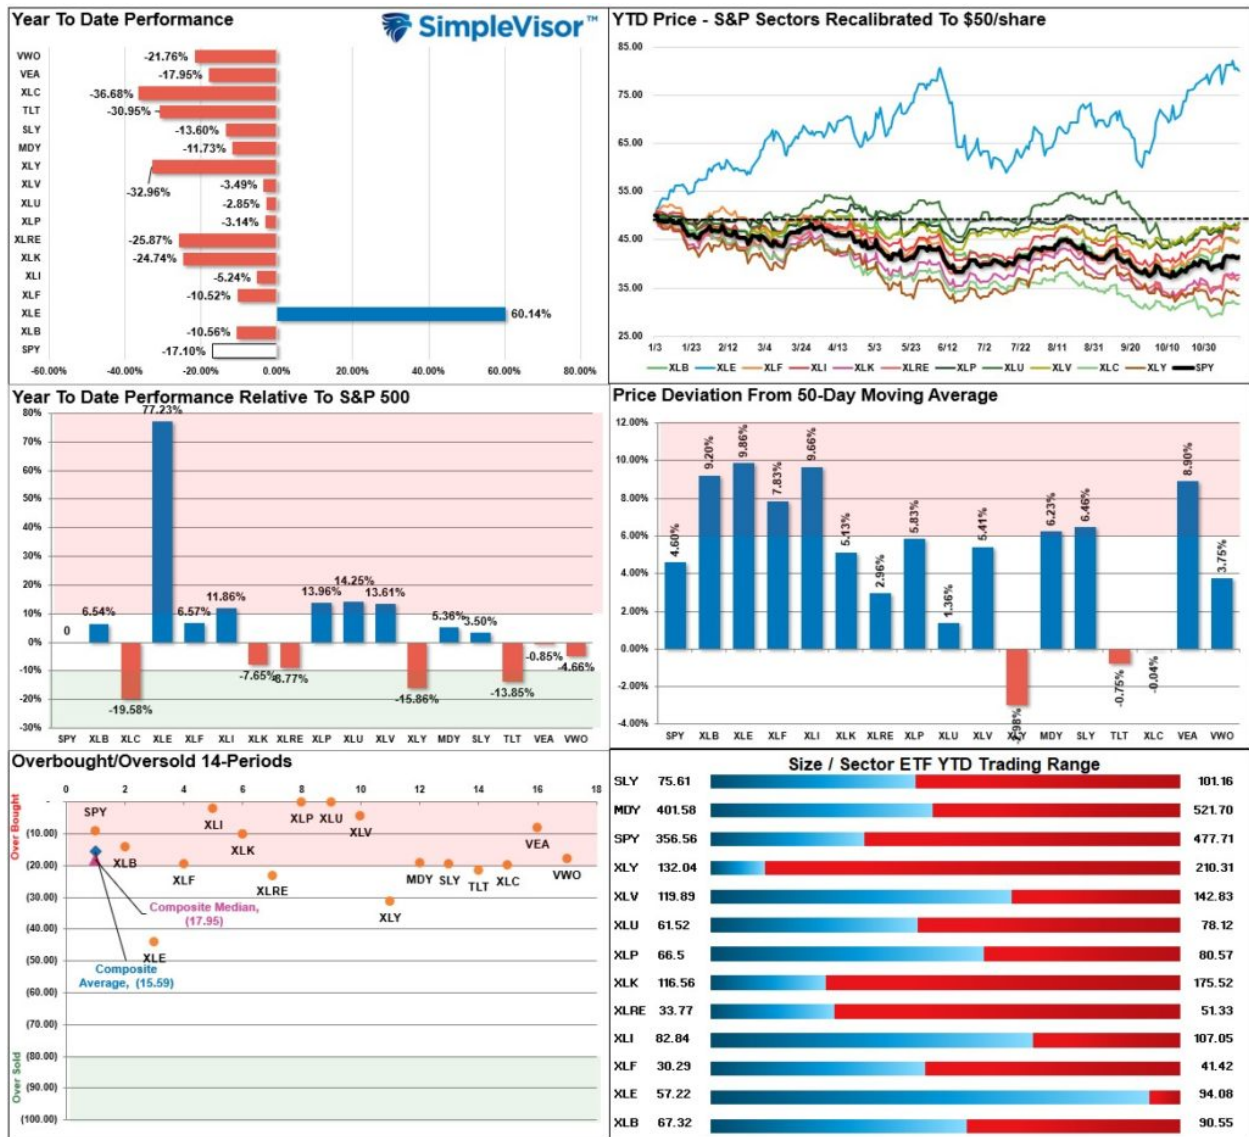 Year To Date Performance
SimpleVisor™
VWO -21.76%
VEA -17.95%
XLC -36.68%
TLT -30.95%
SLY -13.60%
MDY -11.73%
XLY -32.96%
XLV -3.49%
XLU -2.85%
XLP -3.14%
XLRE -25.87%
XLK -24.74%
XLI -5.24%
XLF -10.52%
XLE 60.14%
XLB -10.56%
SPY -17.10%
-60.00% -40.00% -20.00% 0.00% 20.00% 40.00% 60.00% 80.00%
YTD Price - S&P Sectors Recalibrated To $50/share
85.00
75.00
65.00
55.00
45.00
35.00
25.00
1/3 1/23 2/12 3/4 3/24 4/13 5/3 5/23 6/12 7/2 7/22 8/11 8/31 9/20 10/10 10/30
XLB XLE XLF XLI XLK XLRE XLP XLU XLV XLC XLY SPY
Year To Date Performance Relative To S&P 500
80%
70%
60%
50%
40%
30%
20%
10%
0%
-10%
-20%
-30%
0 6.54% -19.58% 77.23% 6.57% 11.86% -7.65% -8.77% 13.96% 14.25% 13.61% -15.86% 5.36% 3.50% -13.85% -0.85% -4.66%
SPY XLB XLC XLE XLF XLI XLK XLRE XLP XLU XLV XLY MDY SLY TLT VEA VWO
Price Deviation From 50-Day Moving Average
12.00%
10.00%
8.00%
6.00%
4.00%
2.00%
0.00%
-2.00%
-4.00%
4.60% 9.20% 9.86% 7.83% 9.66% 5.13% 2.96% 5.83% 1.36% 5.41% -2.98% 6.23% 6.46% -0.75% -0.04% 8.90% 3.75%
SPY XLB XLE XLF XLI XLK XLRE XLP XLU XLV XLY MDY SLY TLT XLC VEA VWO
Overbought/Oversold 14-Periods
0 2 4 6 8 10 12 14 16 18
Over Bought
Over Sold
-
(10.00)
(20.00)
(30.00)
(40.00)
(50.00)
(60.00)
(70.00)
(80.00)
(90.00)
(100.00)
SPY
XLB
XLE
XLF
XLI
XLK
XLRE
XLP
XLU
XLV
XLY
MDY
SLY
TLT
XLC
VEA
VWO
Composite Median,
(17.95)
Composite
Average, (15.59)
Size / Sector ETF YTD Trading Range
SLY 75.61 101.16
MDY 401.58 521.70
SPY 356.56 477.71
XLY 132.04 210.31
XLV 119.89 142.83
XLU 61.52 78.12
XLP 66.5 80.57
XLK 116.56 175.52
XLRE 33.77 51.33
XLI 82.84 107.05
XLF 30.29 41.42
XLE 57.22 94.08
XLB 67.32 90.55